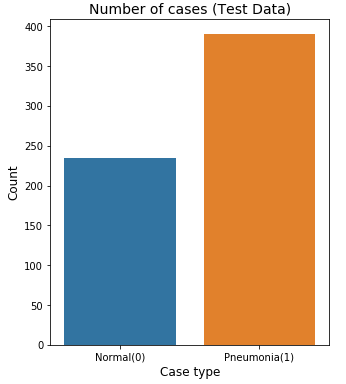 Number of cases (Test Data)
400
350
300
250
200
150
100
50
0
Count
Normal(0)
Pneumonia(1)
Case type